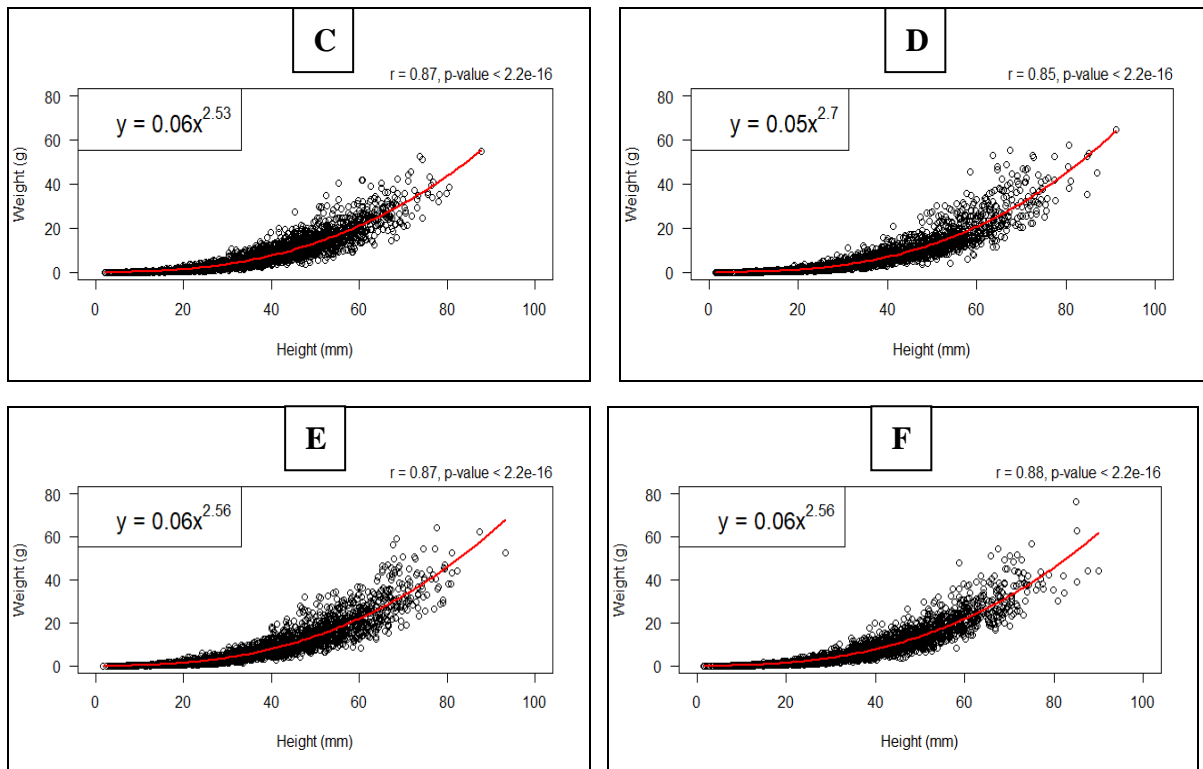 C
r = 0.87, p-value < 2.2e-16
y = 0.06x^2.53
Weight (g)
80
60
40
20
0
0 20 40 60 80 100
Height (mm)
D
r = 0.85, p-value < 2.2e-16
y = 0.05x^2.7
Weight (g)
80
60
40
20
0
0 20 40 60 80 100
Height (mm)
E
r = 0.87, p-value < 2.2e-16
y = 0.06x^2.56
Weight (g)
80
60
40
20
0
0 20 40 60 80 100
Height (mm)
F
r = 0.88, p-value < 2.2e-16
y = 0.06x^2.56
Weight (g)
80
60
40
20
0
0 20 40 60 80 100
Height (mm)